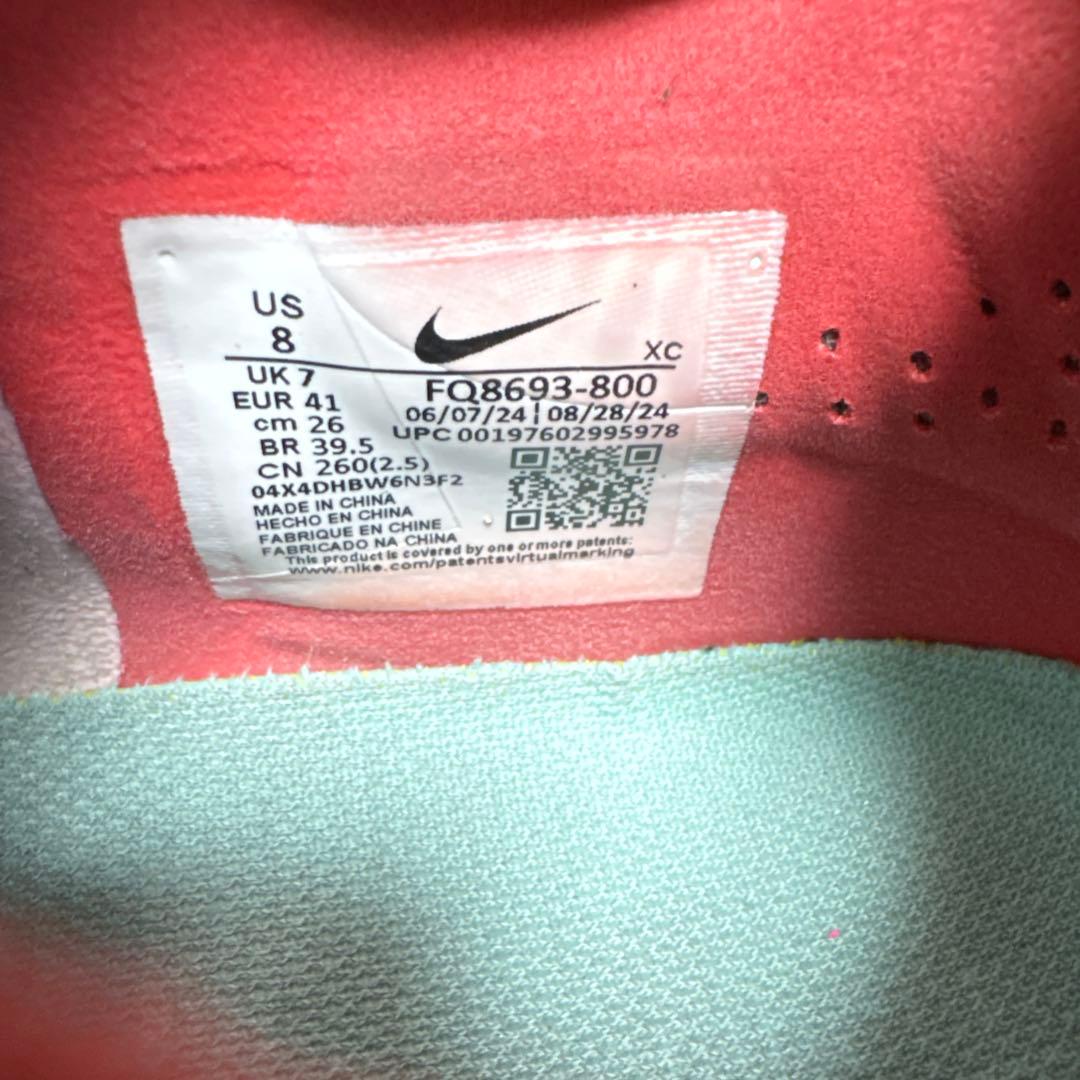 US
8
XC
UK 7
EUR 41
cm 26
BR 39.5
CN 260(2.5)
FQ8693-800
06/07/24 | 08/28/24
UPC 00197602995978
04X4DHBW6N3F2
MADE IN CHINA
HECHO EN CHINA
FABRIQUE EN CHINE
FABRICADO NA CHINA
This product is covered by one or more patents:
www.nike.com/patentsvirtualmarking